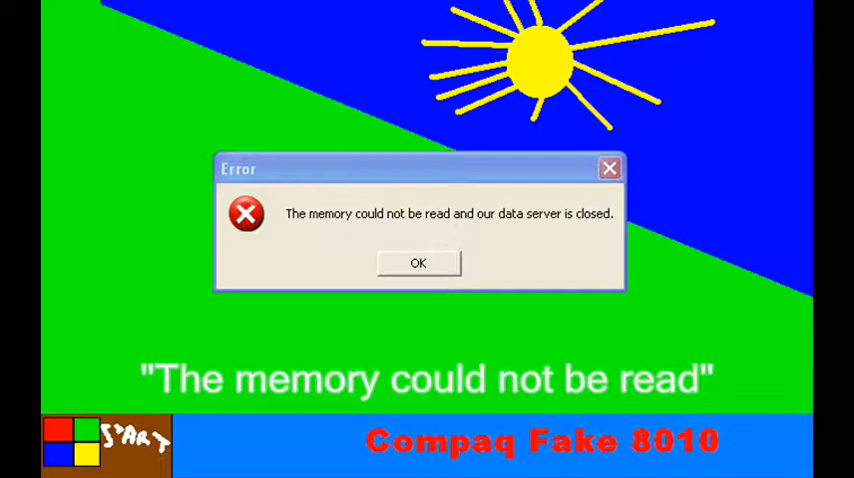 Error
The memory could not be read and our data server is closed.
OK
"The memory could not be read"
START
Compaq Fake 8010